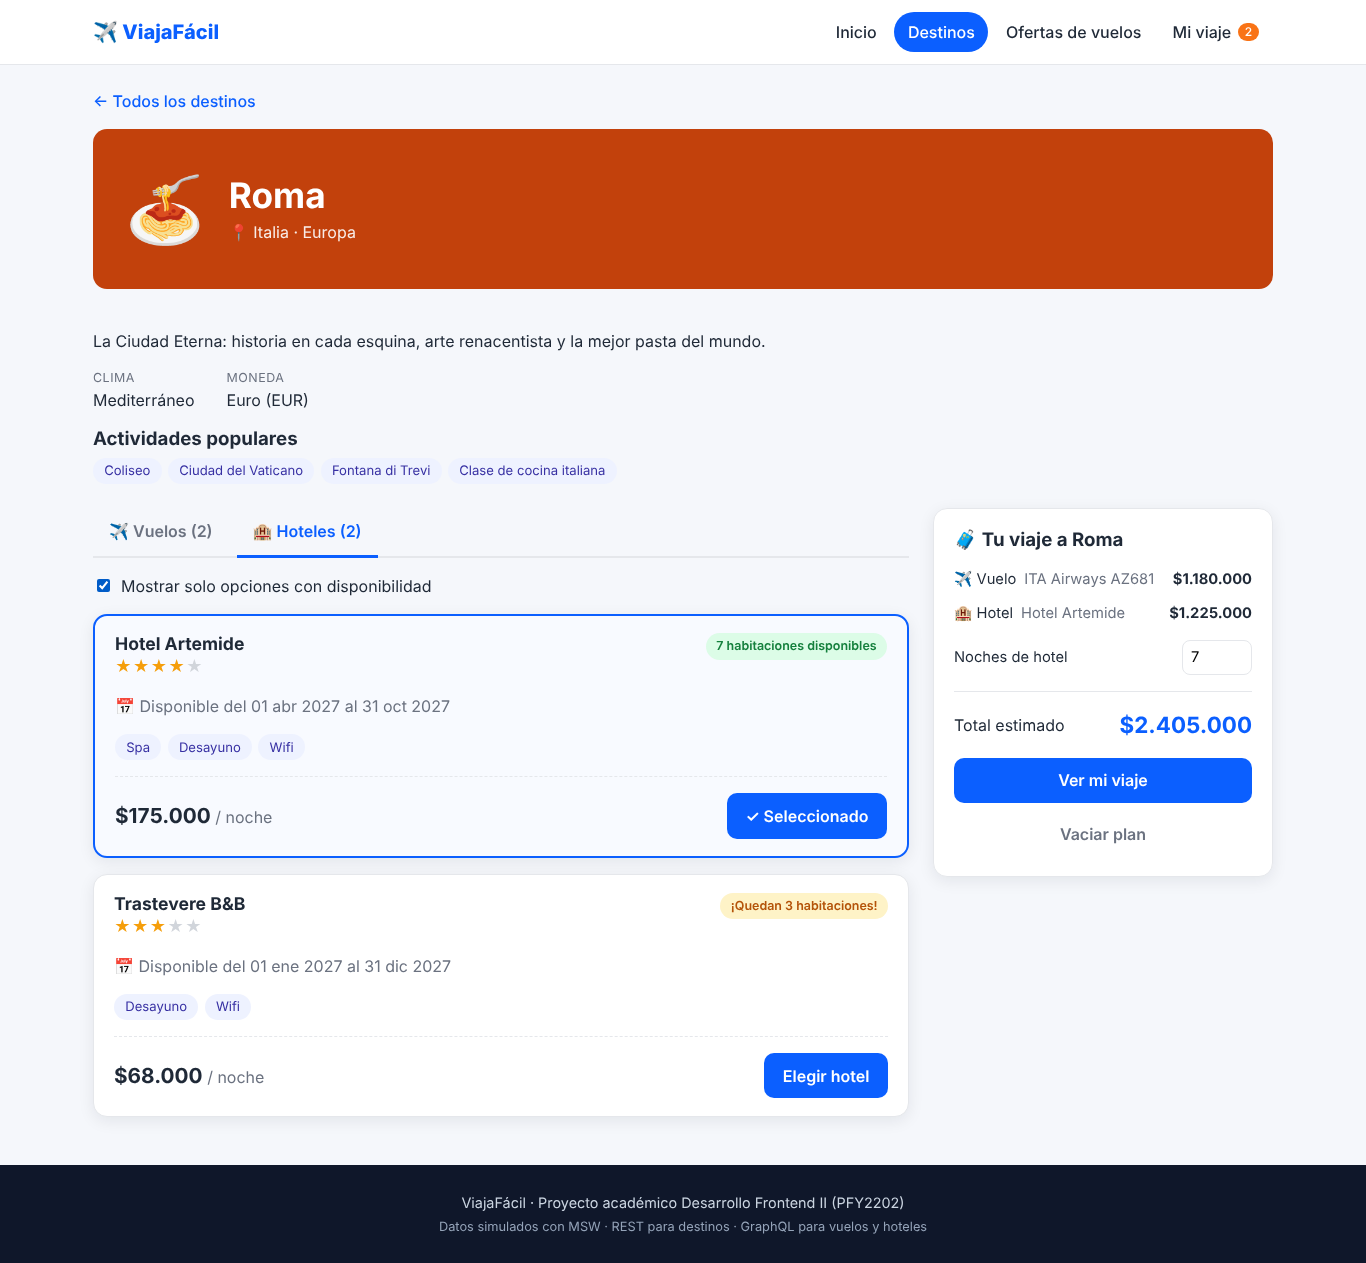 ✈️ ViajaFácil
Inicio Destinos Ofertas de vuelos Mi viaje 2
← Todos los destinos
Roma
📍 Italia · Europa
La Ciudad Eterna: historia en cada esquina, arte renacentista y la mejor pasta del mundo.
CLIMA MONEDA
Mediterráneo Euro (EUR)
Actividades populares
Coliseo Ciudad del Vaticano Fontana di Trevi Clase de cocina italiana
✈️ Vuelos (2) 🏨 Hoteles (2)
Mostrar solo opciones con disponibilidad
Hotel Artemide
7 habitaciones disponibles
★★★★★
📅 Disponible del 01 abr 2027 al 31 oct 2027
Spa Desayuno Wifi
$175.000 / noche
✓ Seleccionado
Trastevere B&B
¡Quedan 3 habitaciones!
★★★★★
📅 Disponible del 01 ene 2027 al 31 dic 2027
Desayuno Wifi
$68.000 / noche
Elegir hotel
🧳 Tu viaje a Roma
✈️ Vuelo ITA Airways AZ681 $1.180.000
🏨 Hotel Hotel Artemide $1.225.000
Noches de hotel 7
Total estimado $2.405.000
Ver mi viaje
Vaciar plan
ViajaFácil · Proyecto académico Desarrollo Frontend II (PFY2202)
Datos simulados con MSW · REST para destinos · GraphQL para vuelos y hoteles